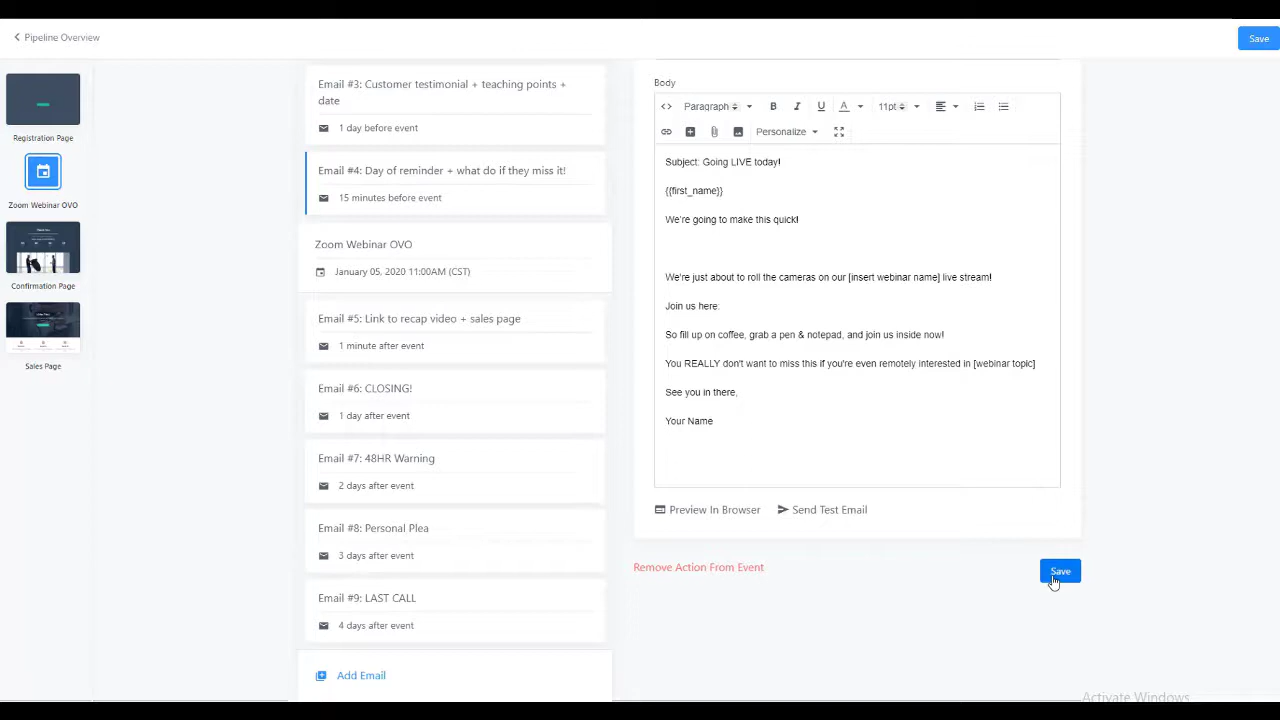 Pipeline Overview
Save
Registration Page
Zoom Webinar OVO
Confirmation Page
Sales Page
Email #3: Customer testimonial + teaching points +
date
1 day before event
Email #4: Day of reminder + what do if they miss it!
15 minutes before event
Zoom Webinar OVO
January 05, 2020 11:00AM (CST)
Email #5: Link to recap video + sales page
1 minute after event
Email #6: CLOSING!
1 day after event
Email #7: 48HR Warning
2 days after event
Email #8: Personal Plea
3 days after event
Email #9: LAST CALL
4 days after event
Add Email
Body
Paragraph B I U A 11pt
Personalize
Subject: Going LIVE today!
{{first_name}}
We're going to make this quick!
We're just about to roll the cameras on our [insert webinar name] live stream!
Join us here:
So fill up on coffee, grab a pen & notepad, and join us inside now!
You REALLY don't want to miss this if you're even remotely interested in [webinar topic]
See you in there,
Your Name
Preview In Browser Send Test Email
Remove Action From Event
Save
Activate Windows